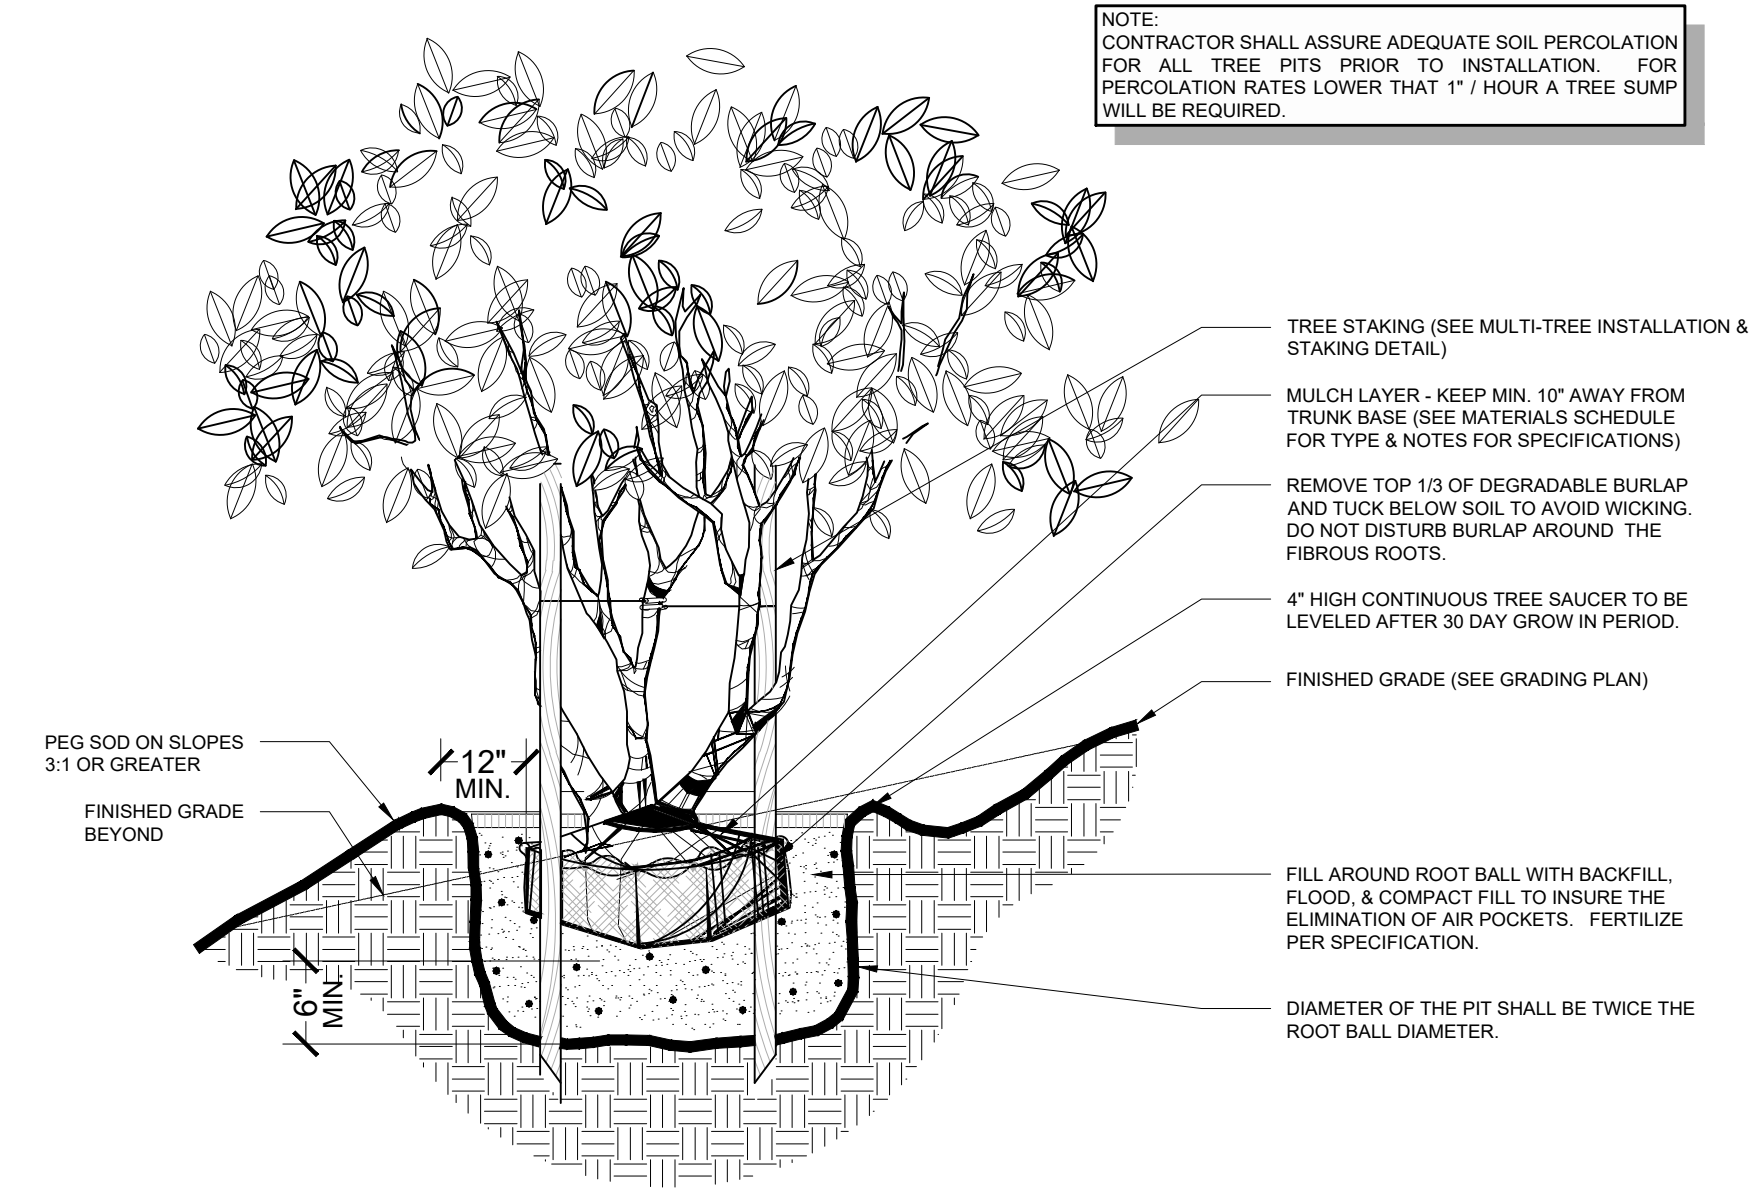 NOTE:
CONTRACTOR SHALL ASSURE ADEQUATE SOIL PERCOLATION
FOR ALL TREE PITS PRIOR TO INSTALLATION. FOR
PERCOLATION RATES LOWER THAT 1" / HOUR A TREE SUMP
WILL BE REQUIRED.
TREE STAKING (SEE MULTI-TREE INSTALLATION &
STAKING DETAIL)
MULCH LAYER - KEEP MIN. 10" AWAY FROM
TRUNK BASE (SEE MATERIALS SCHEDULE
FOR TYPE & NOTES FOR SPECIFICATIONS)
REMOVE TOP 1/3 OF DEGRADABLE BURLAP
AND TUCK BELOW SOIL TO AVOID WICKING.
DO NOT DISTURB BURLAP AROUND THE
FIBROUS ROOTS.
4" HIGH CONTINUOUS TREE SAUCER TO BE
LEVELED AFTER 30 DAY GROW IN PERIOD.
FINISHED GRADE (SEE GRADING PLAN)
PEG SOD ON SLOPES
3:1 OR GREATER
12"
MIN.
FINISHED GRADE
BEYOND
FILL AROUND ROOT BALL WITH BACKFILL,
FLOOD, & COMPACT FILL TO INSURE THE
ELIMINATION OF AIR POCKETS. FERTILIZE
PER SPECIFICATION.
6"
MIN.
DIAMETER OF THE PIT SHALL BE TWICE THE
ROOT BALL DIAMETER.